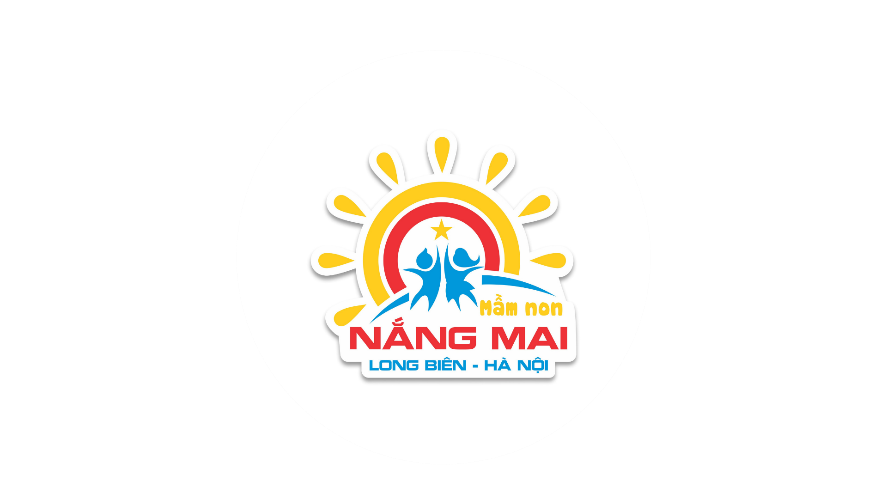 Mầm non
NẮNG MAI
LONG BIÊN - HÀ NỘI